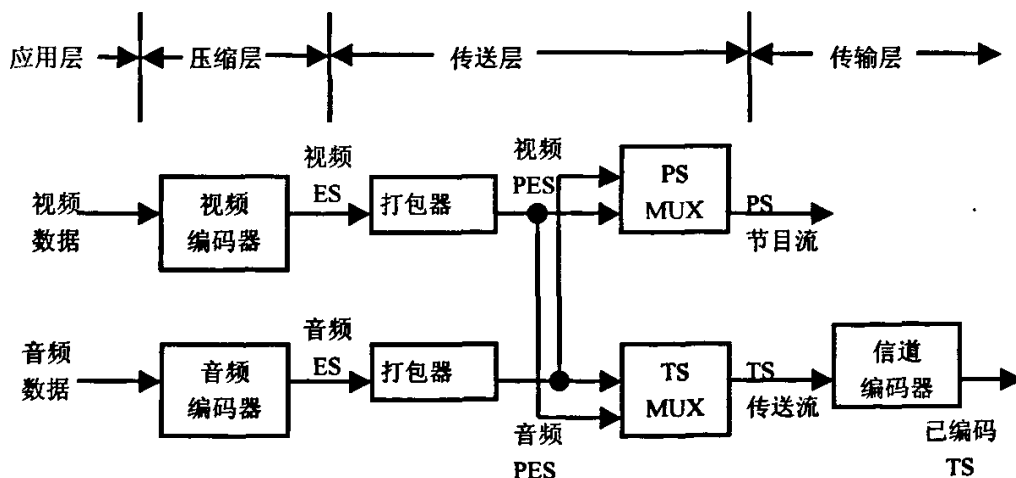 应用层
压缩层
传送层
传输层
视频
数据
视频
编码器
视频
ES
打包器
视频
PES
PS
MUX
PS
节目流
音频
数据
音频
编码器
音频
ES
打包器
音频
PES
TS
MUX
TS
传送流
信道
编码器
已编码
TS